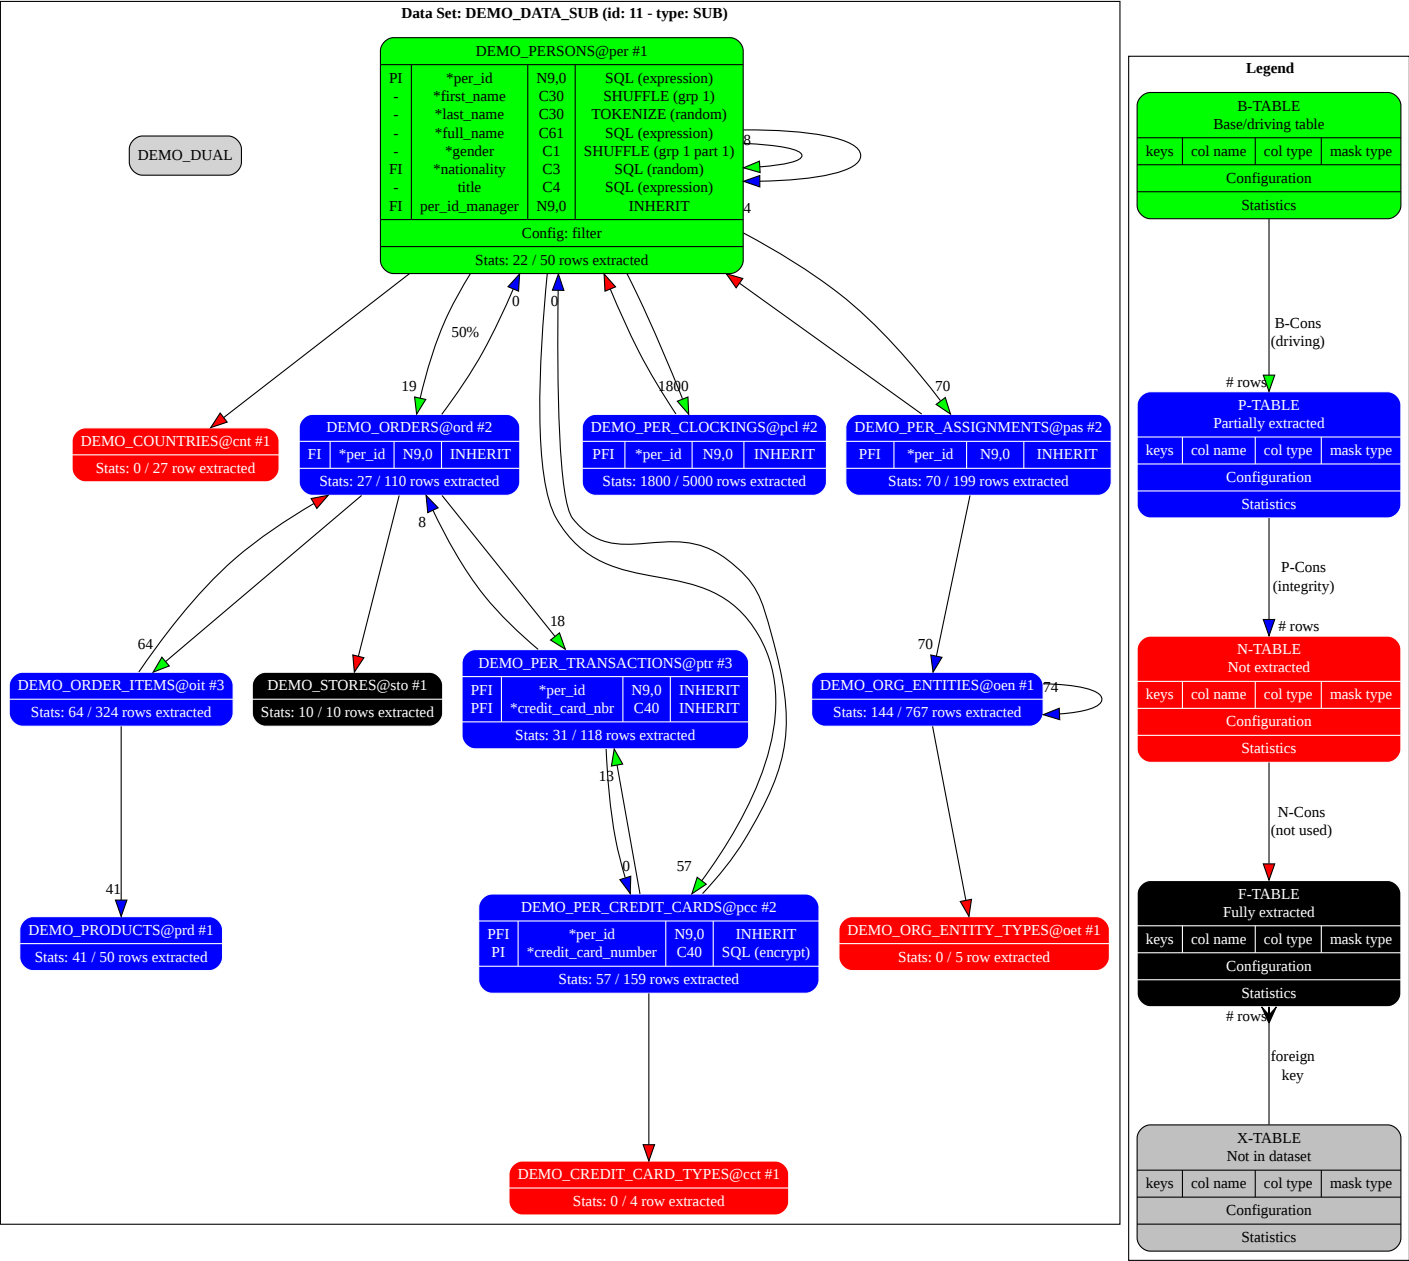 Data Set: DEMO_DATA_SUB (id: 11 - type: SUB)
DEMO_PERSONS@per #1
PI *per_id N9,0 SQL (expression)
- *first_name C30 SHUFFLE (grp 1)
- *last_name C30 TOKENIZE (random)
- *full_name C61 SQL (expression)
- *gender C1 SHUFFLE (grp 1 part 1)
FI *nationality C3 SQL (random)
- title C4 SQL (expression)
FI per_id_manager N9,0 INHERIT
Config: filter
Stats: 22 / 50 rows extracted
8
4
DEMO_DUAL
0
0
50%
19
1800
70
DEMO_COUNTRIES@cnt #1
Stats: 0 / 27 row extracted
DEMO_ORDERS@ord #2
FI *per_id N9,0 INHERIT
Stats: 27 / 110 rows extracted
DEMO_PER_CLOCKINGS@pcl #2
PFI *per_id N9,0 INHERIT
Stats: 1800 / 5000 rows extracted
DEMO_PER_ASSIGNMENTS@pas #2
PFI *per_id N9,0 INHERIT
Stats: 70 / 199 rows extracted
8
64
18
70
DEMO_ORDER_ITEMS@oit #3
Stats: 64 / 324 rows extracted
DEMO_STORES@sto #1
Stats: 10 / 10 rows extracted
DEMO_PER_TRANSACTIONS@ptr #3
PFI *per_id N9,0 INHERIT
PFI *credit_card_nbr C40 INHERIT
Stats: 31 / 118 rows extracted
DEMO_ORG_ENTITIES@oen #1
Stats: 144 / 767 rows extracted
74
13
0
57
41
DEMO_PRODUCTS@prd #1
Stats: 41 / 50 rows extracted
DEMO_PER_CREDIT_CARDS@pcc #2
PFI *per_id N9,0 INHERIT
PI *credit_card_number C40 SQL (encrypt)
Stats: 57 / 159 rows extracted
DEMO_ORG_ENTITY_TYPES@oet #1
Stats: 0 / 5 row extracted
DEMO_CREDIT_CARD_TYPES@cct #1
Stats: 0 / 4 row extracted
Legend
B-TABLE
Base/driving table
keys col name col type mask type
Configuration
Statistics
B-Cons
(driving)
# rows
P-TABLE
Partially extracted
keys col name col type mask type
Configuration
Statistics
P-Cons
(integrity)
# rows
N-TABLE
Not extracted
keys col name col type mask type
Configuration
Statistics
N-Cons
(not used)
F-TABLE
Fully extracted
keys col name col type mask type
Configuration
Statistics
# rows
foreign
key
X-TABLE
Not in dataset
keys col name col type mask type
Configuration
Statistics